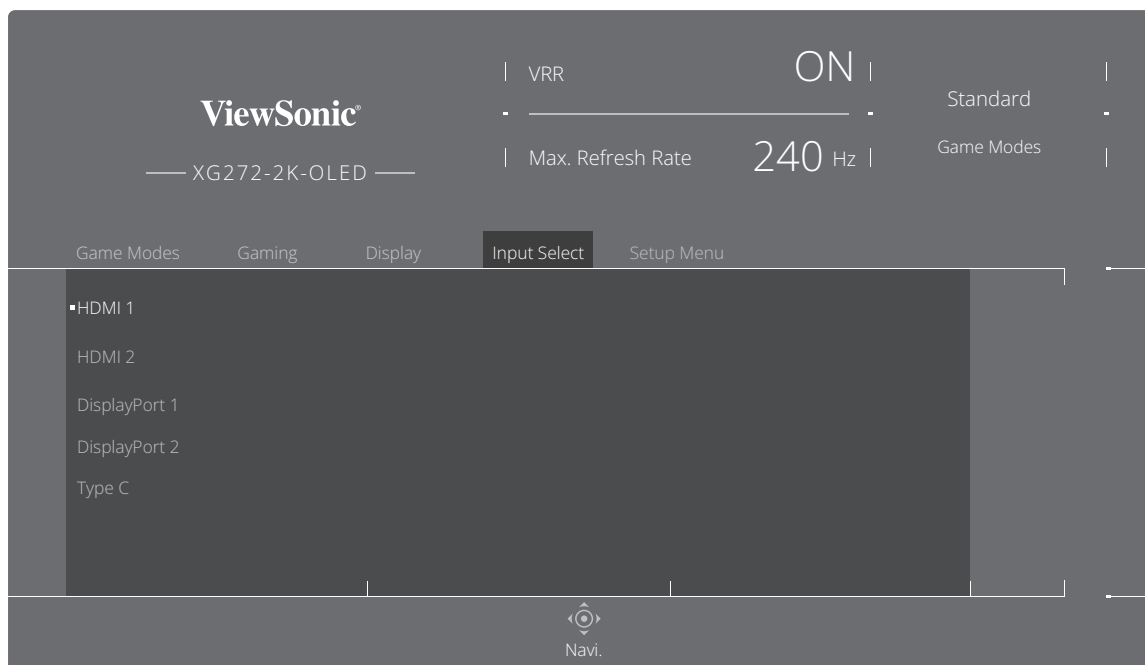 ViewSonic®
XG272-2K-OLED
VRR ON
Max. Refresh Rate 240 Hz
Standard
Game Modes
Game Modes Gaming Display Input Select Setup Menu
HDMI 1
HDMI 2
DisplayPort 1
DisplayPort 2
Type C
Navi.